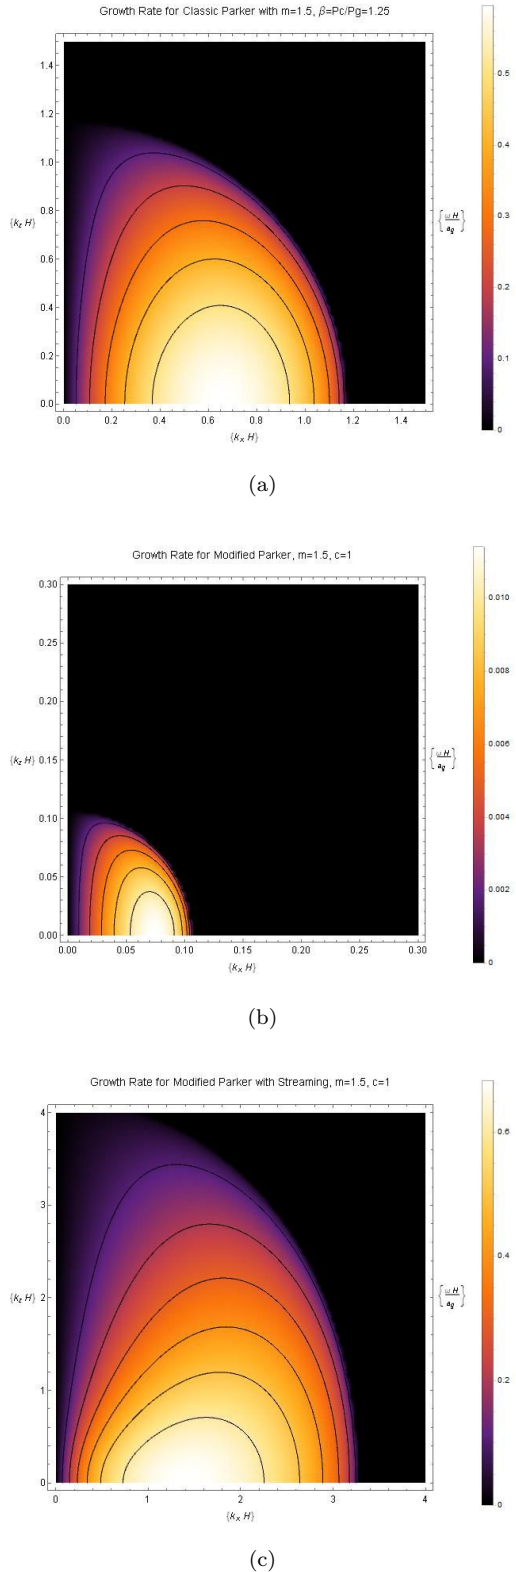 Growth Rate for Classic Parker with m=1.5, β=Pc/Pg=1.25
1.4
1.2
1.0
0.8
0.6
0.4
0.2
0.0
{kz H}
0.0 0.2 0.4 0.6 0.8 1.0 1.2 1.4
{kx H}
{ω H / ag}
0.5
0.4
0.3
0.2
0.1
0
(a)
Growth Rate for Modified Parker, m=1.5, c=1
0.30
0.25
0.20
0.15
0.10
0.05
0.00
{kz H}
0.00 0.05 0.10 0.15 0.20 0.25 0.30
{kx H}
{ω H / ag}
0.010
0.008
0.006
0.004
0.002
0
(b)
Growth Rate for Modified Parker with Streaming, m=1.5, c=1
4
3
2
1
0
{kz H}
0 1 2 3 4
{kx H}
{ω H / ag}
0.6
0.4
0.2
0
(c)